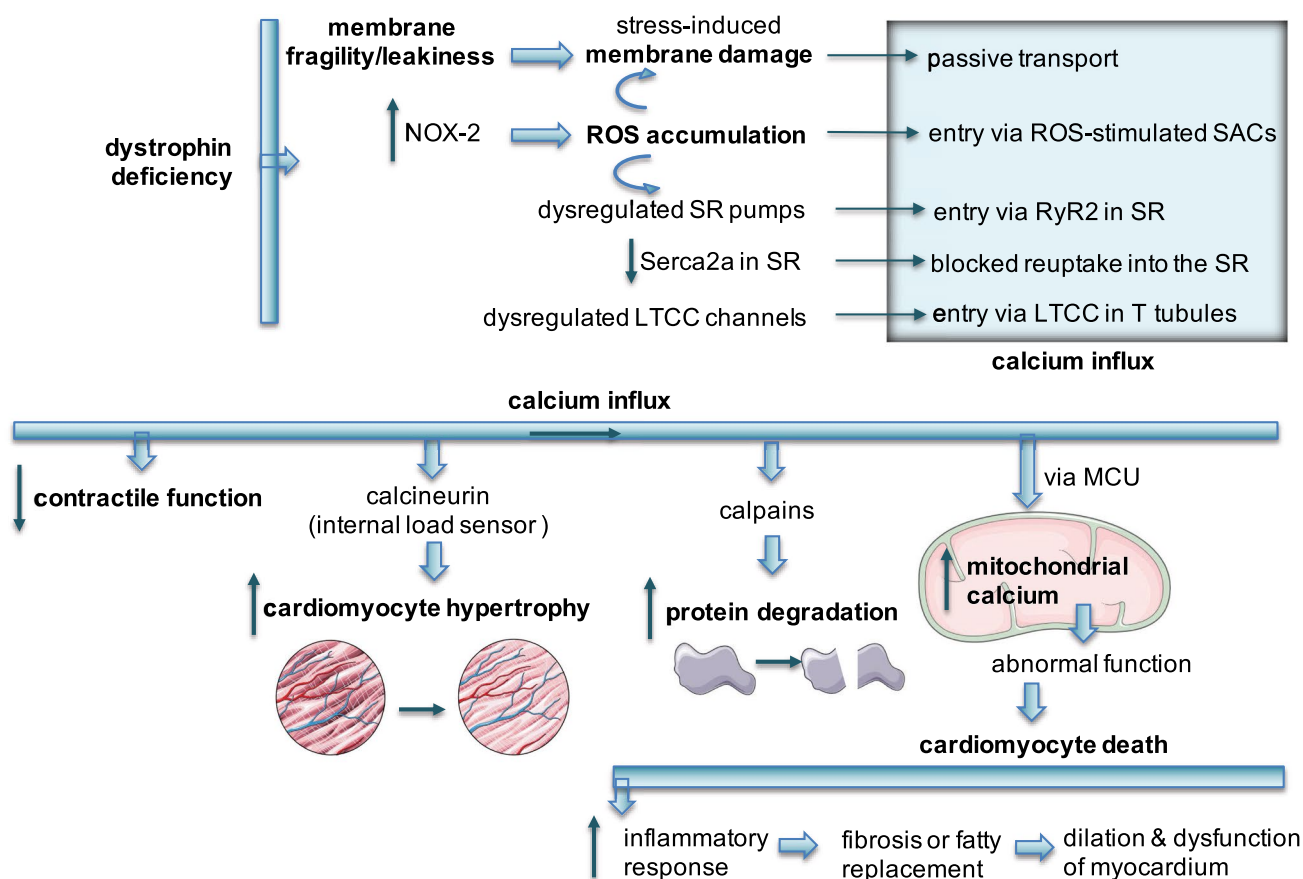 membrane
fragility/leakiness
stress-induced
membrane damage
passive transport
NOX-2
ROS accumulation
entry via ROS-stimulated SACs
dystrophin
deficiency
dysregulated SR pumps
entry via RyR2 in SR
Serca2a in SR
blocked reuptake into the SR
dysregulated LTCC channels
entry via LTCC in T tubules
calcium influx
calcium influx
contractile function
calcineurin
(internal load sensor )
calpains
via MCU
cardiomyocyte hypertrophy
protein degradation
mitochondrial
calcium
abnormal function
cardiomyocyte death
inflammatory
response
fibrosis or fatty
replacement
dilation & dysfunction
of myocardium